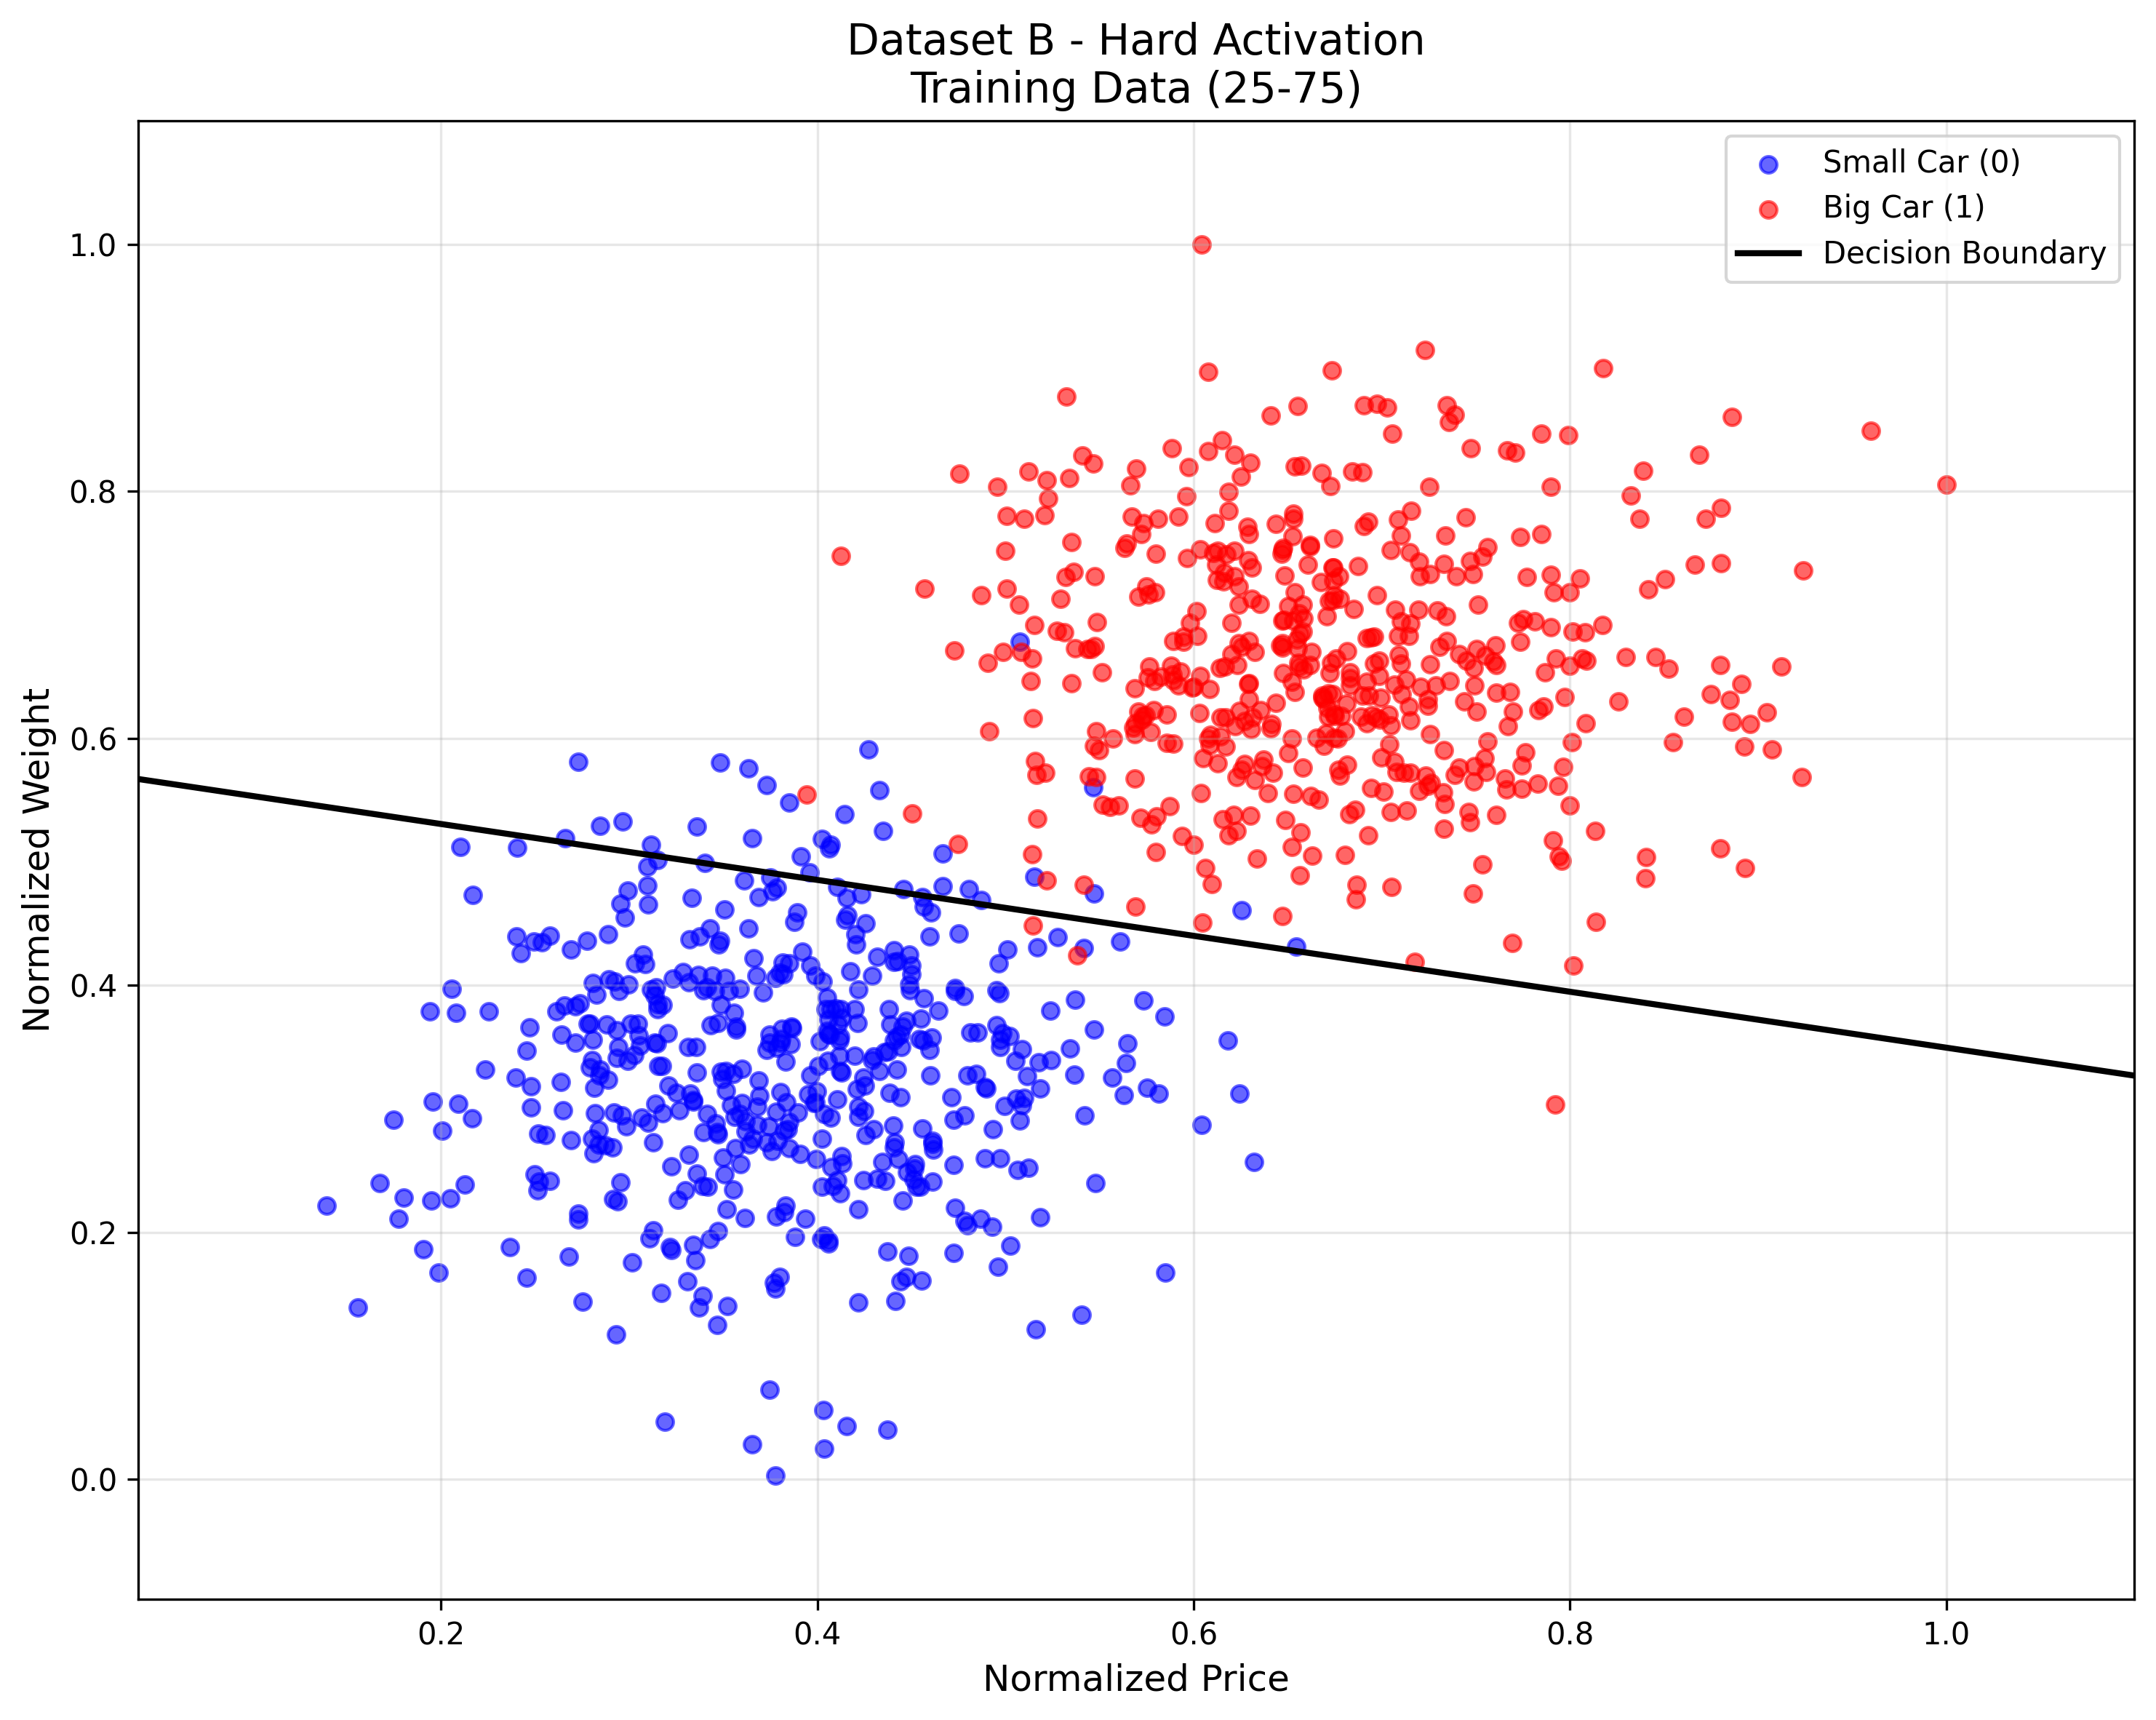 Dataset B - Hard Activation
Training Data (25-75)
Small Car (0)
Big Car (1)
Decision Boundary
Normalized Weight
1.0
0.8
0.6
0.4
0.2
0.0
0.2
0.4
0.6
0.8
1.0
Normalized Price